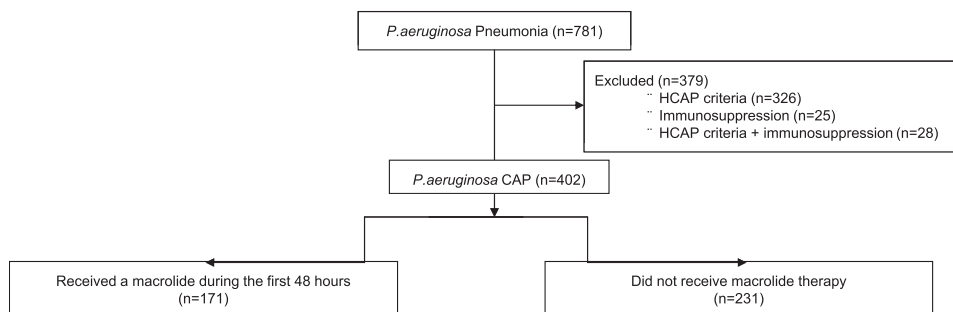 P.aeruginosa Pneumonia (n=781)
Excluded (n=379)
¨ HCAP criteria (n=326)
¨ Immunosuppression (n=25)
¨ HCAP criteria + immunosuppression (n=28)
P.aeruginosa CAP (n=402)
Received a macrolide during the first 48 hours
(n=171)
Did not receive macrolide therapy
(n=231)